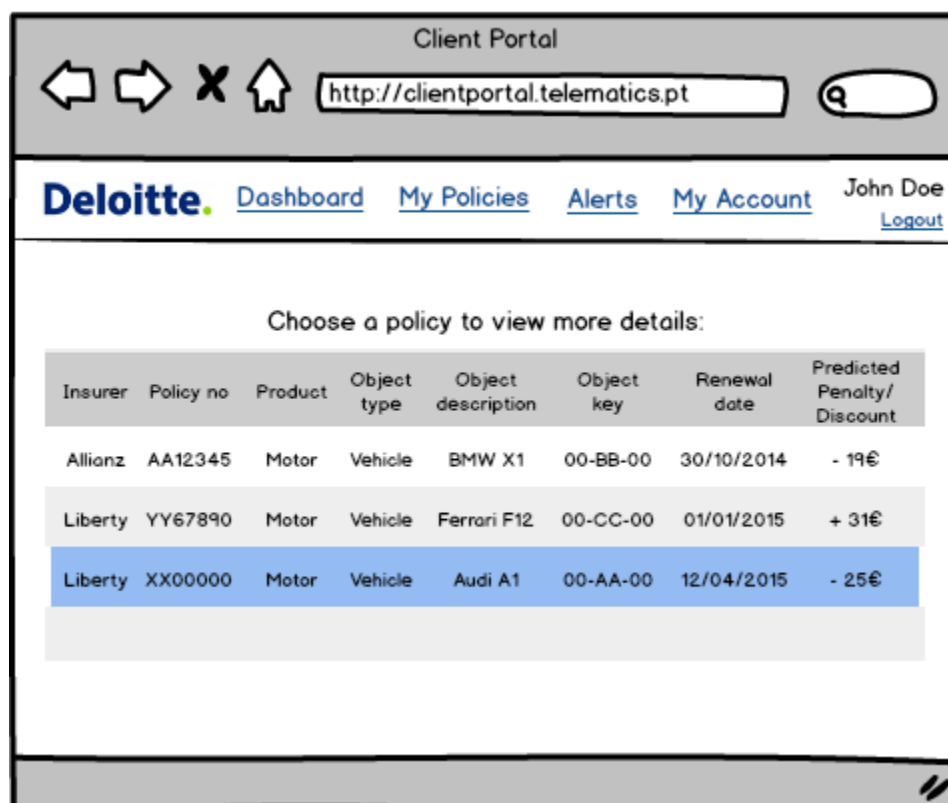 Client Portal
http://clientportal.telematics.pt
Deloitte. Dashboard My Policies Alerts My Account John Doe
Logout
Choose a policy to view more details:
Insurer Policy no Product Object type Object description Object key Renewal date Predicted Penalty/ Discount
Allianz AA12345 Motor Vehicle BMW X1 00-BB-00 30/10/2014 - 19€
Liberty YY67890 Motor Vehicle Ferrari F12 00-CC-00 01/01/2015 + 31€
Liberty XX00000 Motor Vehicle Audi A1 00-AA-00 12/04/2015 - 25€